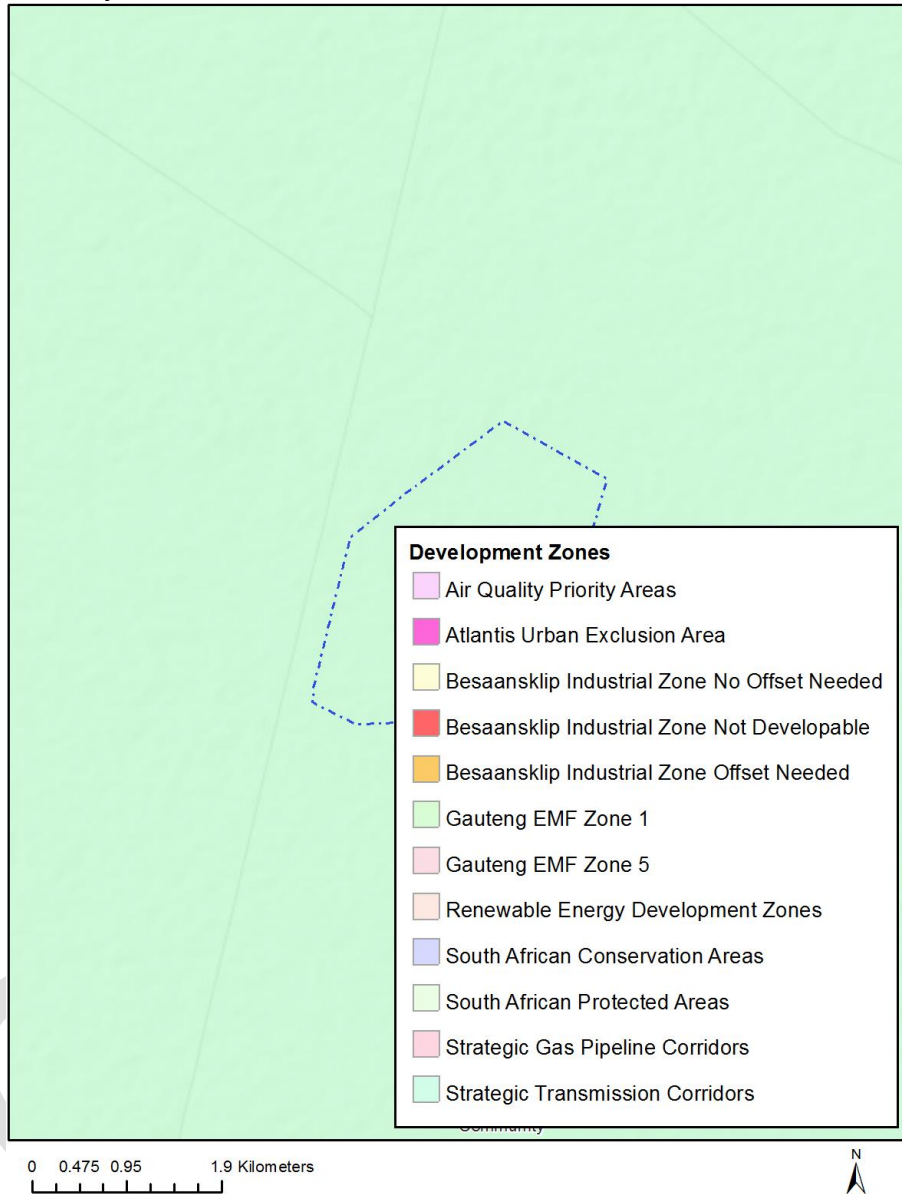 Development Zones
Air Quality Priority Areas
Atlantis Urban Exclusion Area
Besaansklip Industrial Zone No Offset Needed
Besaansklip Industrial Zone Not Developable
Besaansklip Industrial Zone Offset Needed
Gauteng EMF Zone 1
Gauteng EMF Zone 5
Renewable Energy Development Zones
South African Conservation Areas
South African Protected Areas
Strategic Gas Pipeline Corridors
Strategic Transmission Corridors
Community
0 0.475 0.95 1.9 Kilometers
N